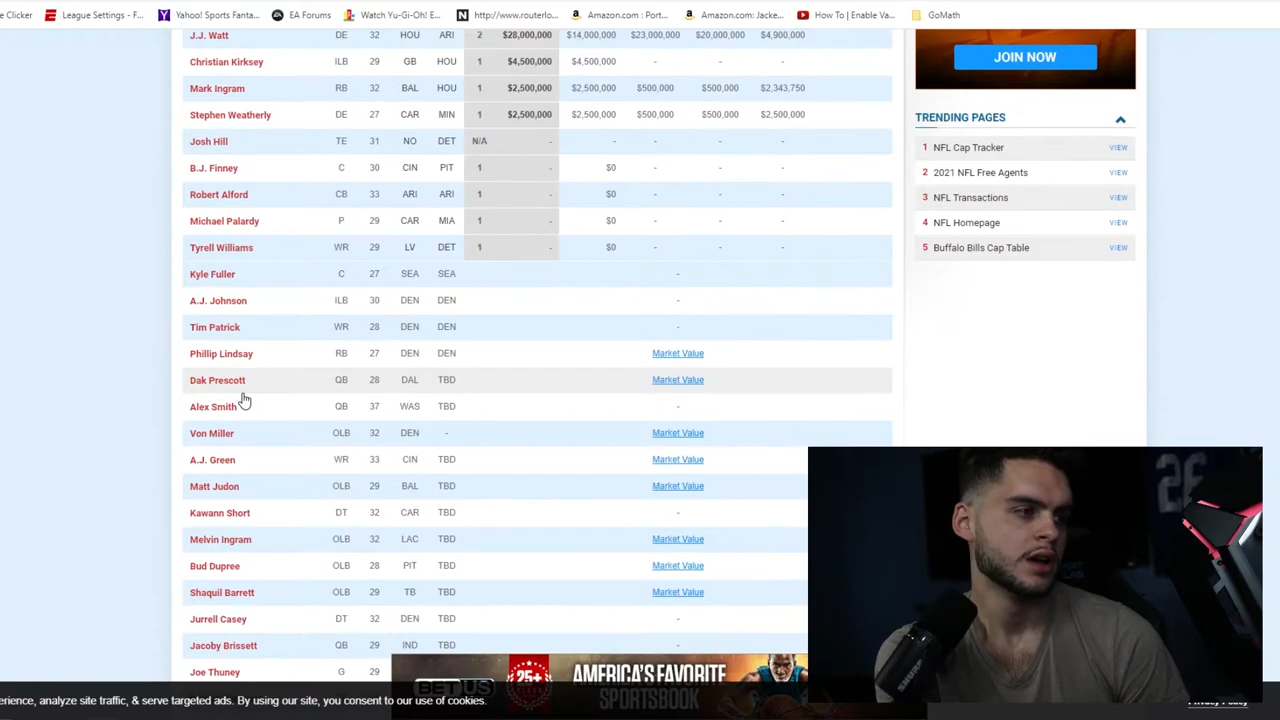 e Clicker League Settings - F... Yahoo! Sports Fanta... EA Forums Watch Yu-Gi-Oh! E... http://www.routerlo... Amazon.com : Port... Amazon.com: Jacke... How To | Enable Va... GoMath
J.J. Watt DE 32 HOU ARI 2 $28,000,000 $14,000,000 $23,000,000 $20,000,000 $4,900,000
JOIN NOW
Christian Kirksey ILB 29 GB HOU 1 $4,500,000 $4,500,000 - - -
Mark Ingram RB 32 BAL HOU 1 $2,500,000 $2,500,000 $500,000 $500,000 $2,343,750
Stephen Weatherly DE 27 CAR MIN 1 $2,500,000 $2,500,000 $500,000 $500,000 $2,500,000
Josh Hill TE 31 NO DET N/A - - - - -
B.J. Finney C 30 CIN PIT 1 - $0 - - -
Robert Alford CB 33 ARI ARI 1 - $0 - - -
Michael Palardy P 29 CAR MIA 1 - $0 - - -
Tyrell Williams WR 29 LV DET 1 - $0 - - -
Kyle Fuller C 27 SEA SEA -
A.J. Johnson ILB 30 DEN DEN -
Tim Patrick WR 28 DEN DEN -
Phillip Lindsay RB 27 DEN DEN Market Value
Dak Prescott QB 28 DAL TBD Market Value
Alex Smith QB 37 WAS TBD -
Von Miller OLB 32 DEN - Market Value
A.J. Green WR 33 CIN TBD Market Value
Matt Judon OLB 29 BAL TBD Market Value
Kawann Short DT 32 CAR TBD -
Melvin Ingram OLB 32 LAC TBD Market Value
Bud Dupree OLB 28 PIT TBD Market Value
Shaquil Barrett OLB 29 TB TBD Market Value
Jurrell Casey DT 32 DEN TBD -
Jacoby Brissett QB 29 IND TBD -
Joe Thuney G 29
TRENDING PAGES
1 NFL Cap Tracker VIEW
2 2021 NFL Free Agents VIEW
3 NFL Transactions VIEW
4 NFL Homepage VIEW
5 Buffalo Bills Cap Table VIEW
26
SHURE
BETUS 25+ AMERICA'S FAVORITE
SPORTSBOOK
erience, analyze site traffic, & serve targeted ads. By using our site, you consent to our use of cookies.
Privacy Policy